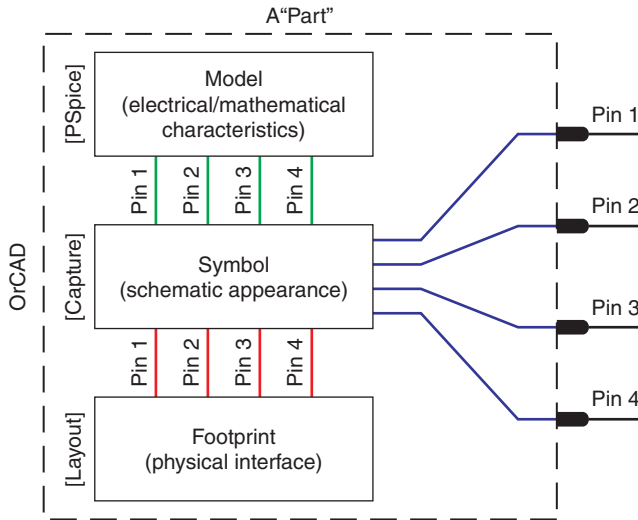 A“Part”
OrCAD
[PSpice]
Model
(electrical/mathematical
characteristics)
Pin 1
Pin 2
Pin 3
Pin 4
[Capture]
Symbol
(schematic appearance)
Pin 1
Pin 2
Pin 3
Pin 4
[Layout]
Footprint
(physical interface)
Pin 1
Pin 2
Pin 3
Pin 4